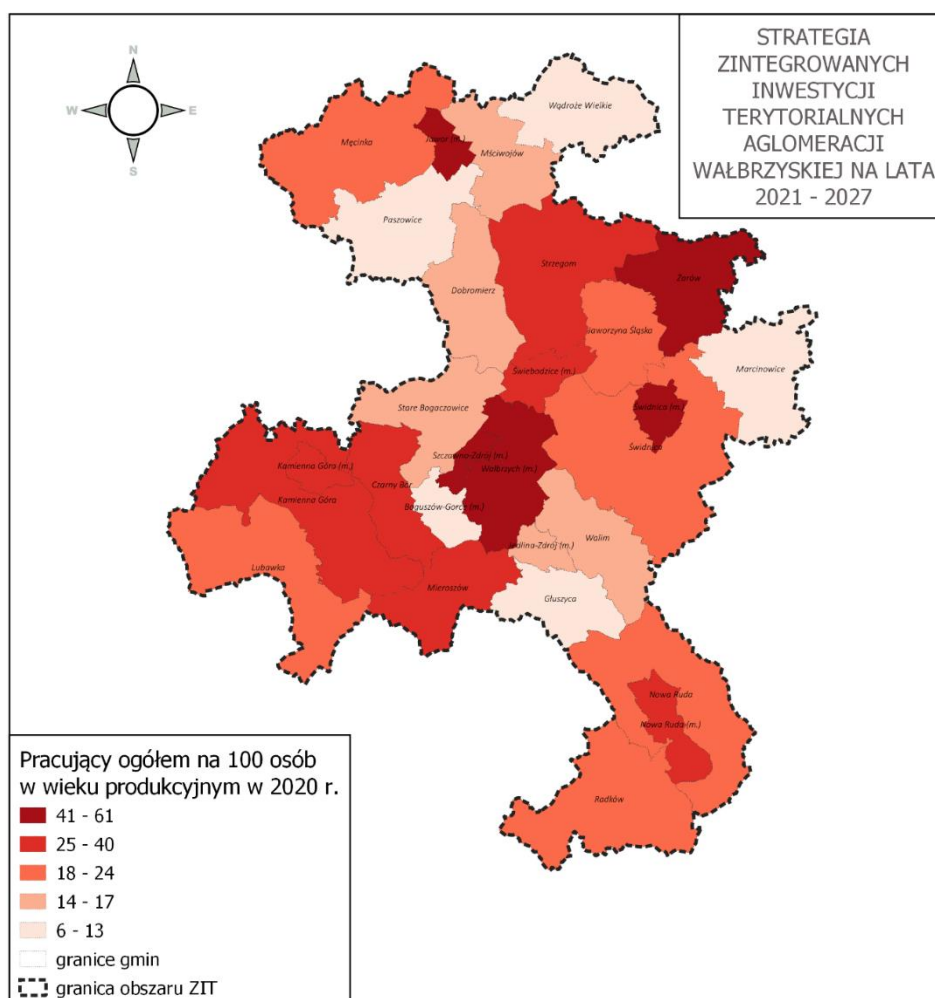 STRATEGIA
ZINTEGROWANYCH
INWESTYCJI
TERYTORIALNYCH
AGLOMERACJI
WAŁBRZYSKIEJ NA LATA
2021 - 2027
N
W
E
S
Wądroże Wielkie
Męcinka
Jawor (m.)
Mściwojów
Paszowice
Strzegom
Żarów
Dobromierz
Jaworzyna Śląska
Marcinowice
Świebodzice (m.)
Stare Bogaczowice
Świdnica (m.)
Świdnica
Szczawno-Zdrój (m.)
Kamienna Góra (m.)
Wałbrzych (m.)
Czarny Bór
Kamienna Góra
Boguszów-Gorce (m.)
Walim
Jedlina-Zdrój (m.)
Lubawka
Mieroszów
Głuszyca
Nowa Ruda
Nowa Ruda (m.)
Radków
Pracujący ogółem na 100 osób
w wieku produkcyjnym w 2020 r.
41 - 61
25 - 40
18 - 24
14 - 17
6 - 13
granice gmin
granica obszaru ZIT